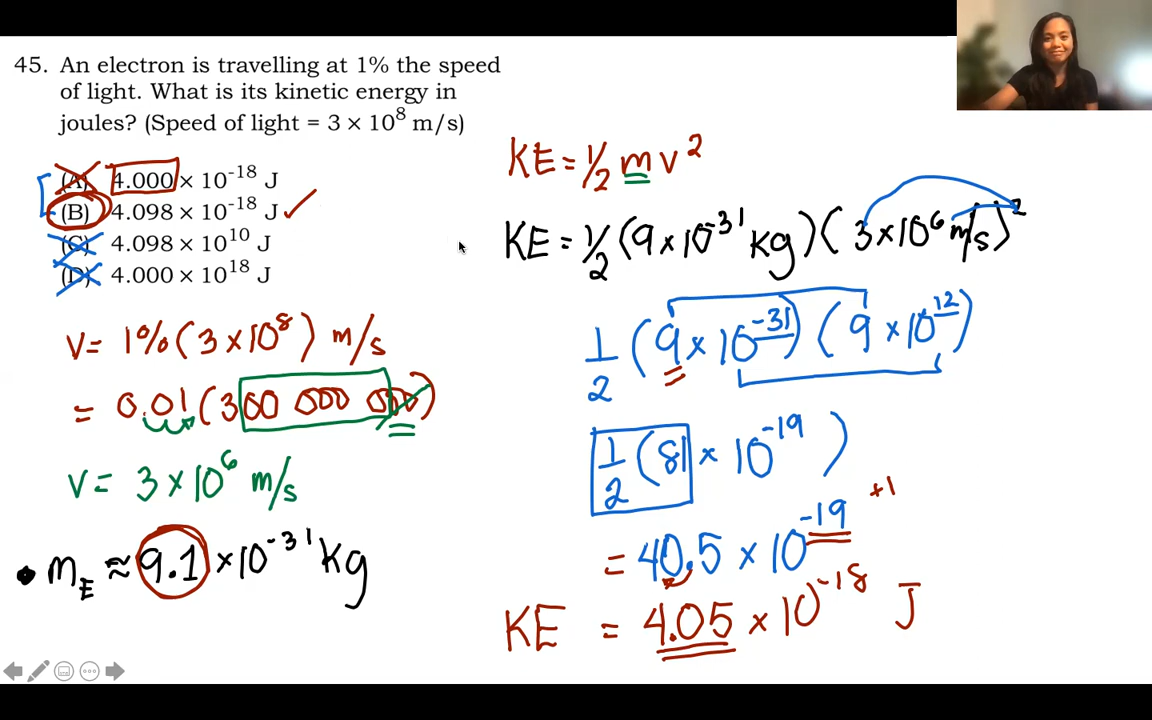 45. An electron is travelling at 1% the speed
of light. What is its kinetic energy in
joules? (Speed of light = 3 × 10⁸ m/s)
(A) 4.000 × 10⁻¹⁸ J
(B) 4.098 × 10⁻¹⁸ J ✓
(C) 4.098 × 10¹⁰ J
(D) 4.000 × 10¹⁸ J
V = 1% (3 × 10⁸) m/s
= 0.01 (300 000 000)
V = 3 × 10⁶ m/s
• mE ≈ 9.1 × 10⁻³¹ kg
KE = 1/2 m v²
KE = 1/2 (9 × 10⁻³¹ kg) (3 × 10⁶ m/s)²
1/2 (9 × 10⁻³¹) (9 × 10¹²)
1/2 (81 × 10⁻¹⁹)
+1
= 40.5 × 10⁻¹⁹
KE = 4.05 × 10⁻¹⁸ J